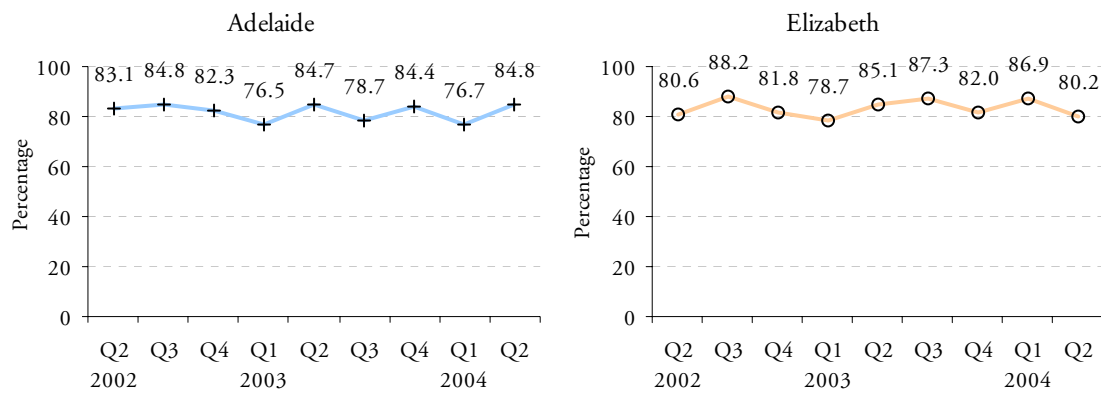 Adelaide
83.1 84.8 82.3 76.5 84.7 78.7 84.4 76.7 84.8
100
80
60
40
20
0
Percentage
Q2 Q3 Q4 Q1 Q2 Q3 Q4 Q1 Q2
2002 2003 2004
Elizabeth
80.6 88.2 81.8 78.7 85.1 87.3 82.0 86.9 80.2
100
80
60
40
20
0
Percentage
Q2 Q3 Q4 Q1 Q2 Q3 Q4 Q1 Q2
2002 2003 2004